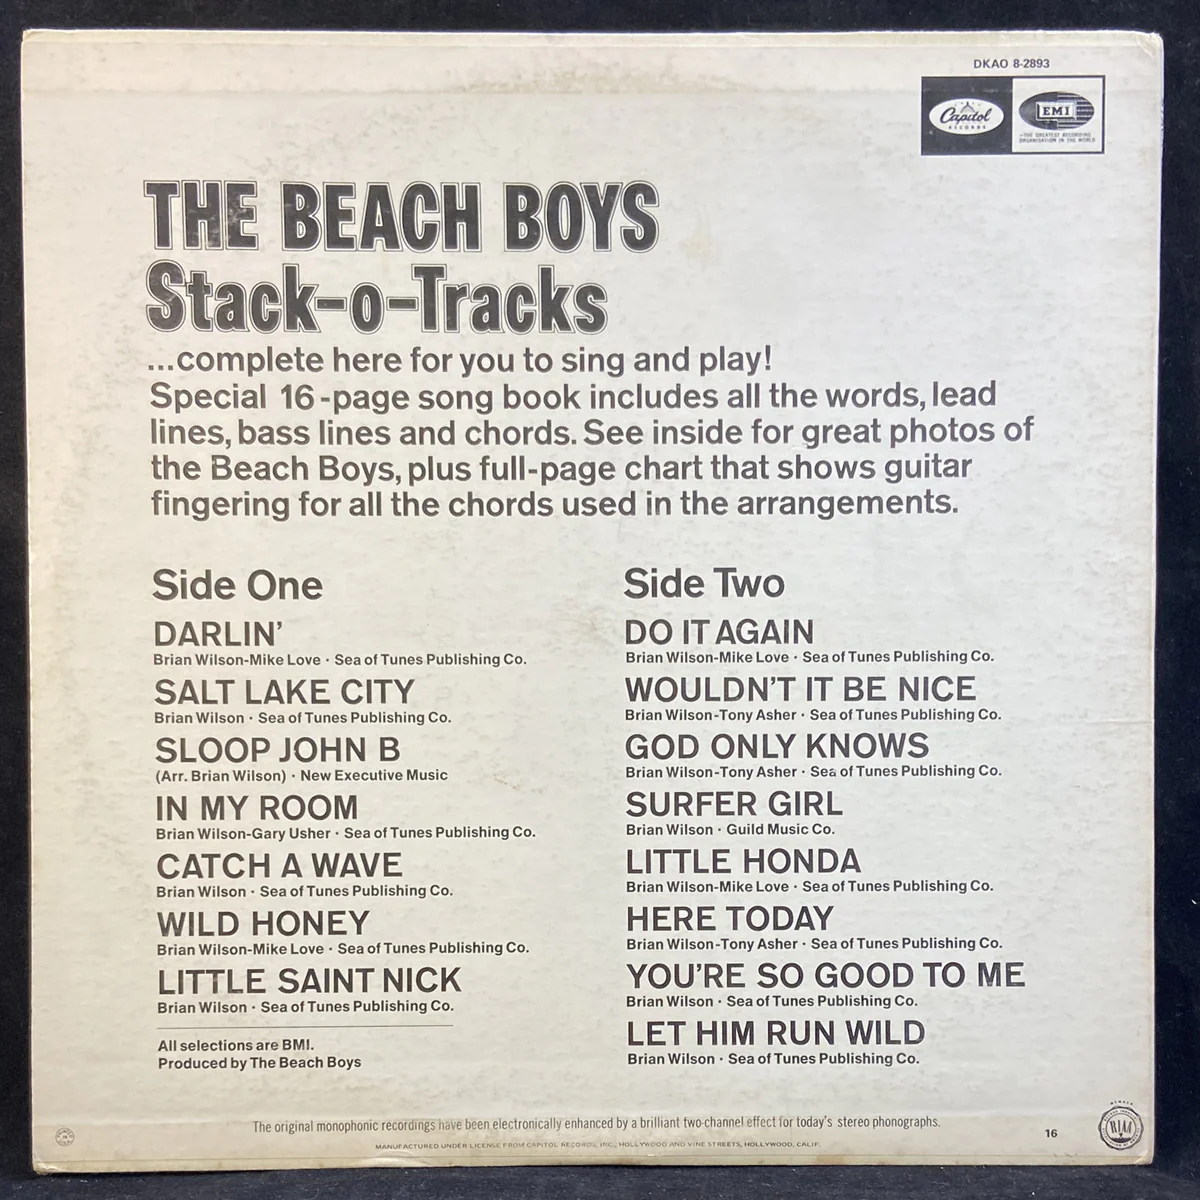 DKAO 8-2893
Capitol
RECORDS
EMI
THE GREATEST RECORDING
ORGANISATION IN THE WORLD
THE BEACH BOYS
Stack-o-Tracks
...complete here for you to sing and play!
Special 16-page song book includes all the words, lead
lines, bass lines and chords. See inside for great photos of
the Beach Boys, plus full-page chart that shows guitar
fingering for all the chords used in the arrangements.
Side One
DARLIN'
Brian Wilson-Mike Love · Sea of Tunes Publishing Co.
SALT LAKE CITY
Brian Wilson · Sea of Tunes Publishing Co.
SLOOP JOHN B
(Arr. Brian Wilson) · New Executive Music
IN MY ROOM
Brian Wilson-Gary Usher · Sea of Tunes Publishing Co.
CATCH A WAVE
Brian Wilson · Sea of Tunes Publishing Co.
WILD HONEY
Brian Wilson-Mike Love · Sea of Tunes Publishing Co.
LITTLE SAINT NICK
Brian Wilson · Sea of Tunes Publishing Co.
All selections are BMI.
Produced by The Beach Boys
Side Two
DO IT AGAIN
Brian Wilson-Mike Love · Sea of Tunes Publishing Co.
WOULDN'T IT BE NICE
Brian Wilson-Tony Asher · Sea of Tunes Publishing Co.
GOD ONLY KNOWS
Brian Wilson-Tony Asher · Sea of Tunes Publishing Co.
SURFER GIRL
Brian Wilson · Guild Music Co.
LITTLE HONDA
Brian Wilson-Mike Love · Sea of Tunes Publishing Co.
HERE TODAY
Brian Wilson-Tony Asher · Sea of Tunes Publishing Co.
YOU'RE SO GOOD TO ME
Brian Wilson · Sea of Tunes Publishing Co.
LET HIM RUN WILD
Brian Wilson · Sea of Tunes Publishing Co.
The original monophonic recordings have been electronically enhanced by a brilliant two-channel effect for today's stereo phonographs.
MANUFACTURED UNDER LICENSE FROM CAPITOL RECORDS, INC., HOLLYWOOD AND VINE STREETS, HOLLYWOOD, CALIF.
16
MEMBER
RIAA